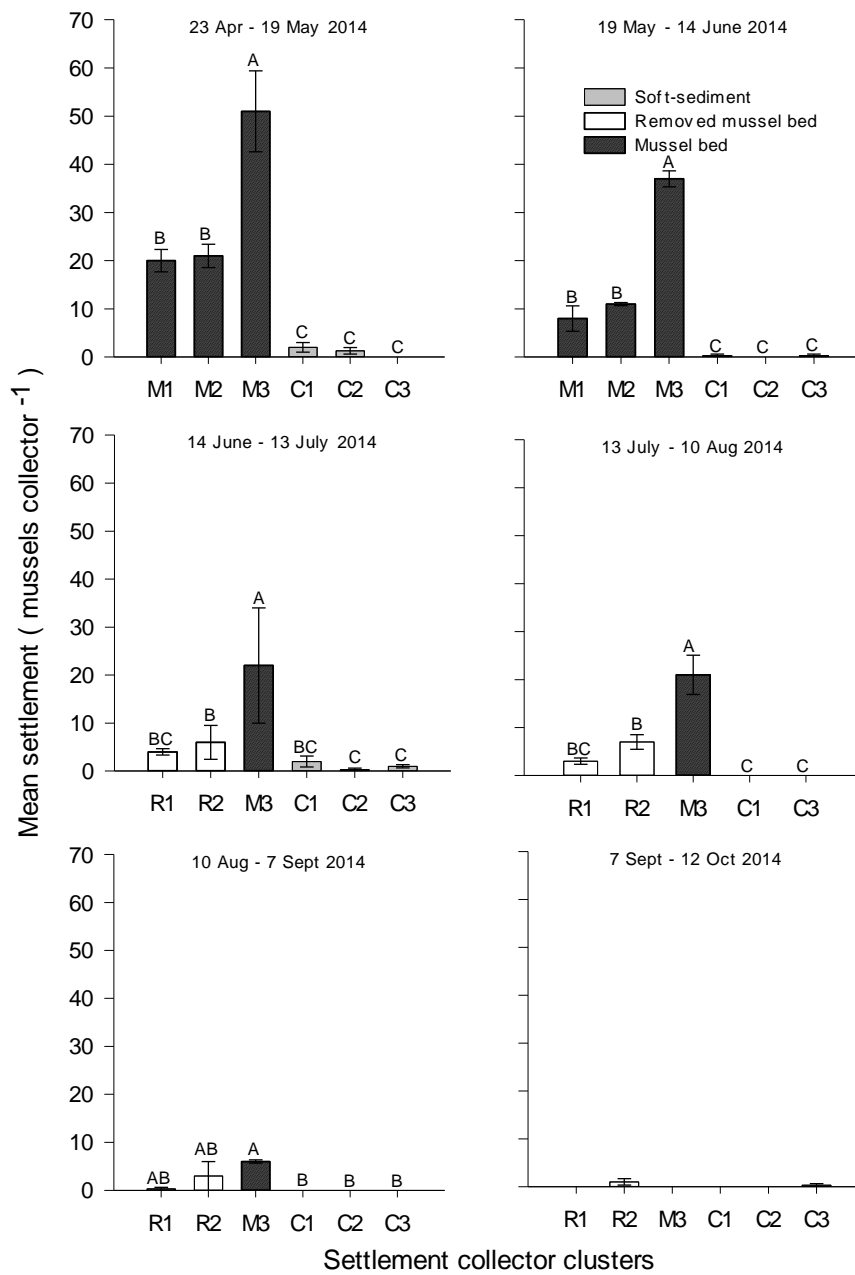 Mean settlement ( mussels collector -1 )
23 Apr - 19 May 2014
70
60
50
40
30
20
10
0
B B A C C C
M1 M2 M3 C1 C2 C3
19 May - 14 June 2014
Soft-sediment
Removed mussel bed
Mussel bed
B B A C C C
M1 M2 M3 C1 C2 C3
14 June - 13 July 2014
70
60
50
40
30
20
10
0
BC B A BC C C
R1 R2 M3 C1 C2 C3
13 July - 10 Aug 2014
BC B A C C
R1 R2 M3 C1 C3
10 Aug - 7 Sept 2014
70
60
50
40
30
20
10
0
AB AB A B B B
R1 R2 M3 C1 C2 C3
7 Sept - 12 Oct 2014
R1 R2 M3 C1 C2 C3
Settlement collector clusters